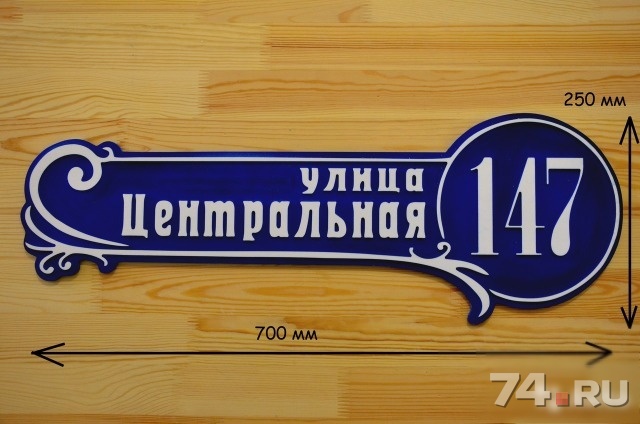 250 мм
улица
Центральная
147
700 мм
74.RU